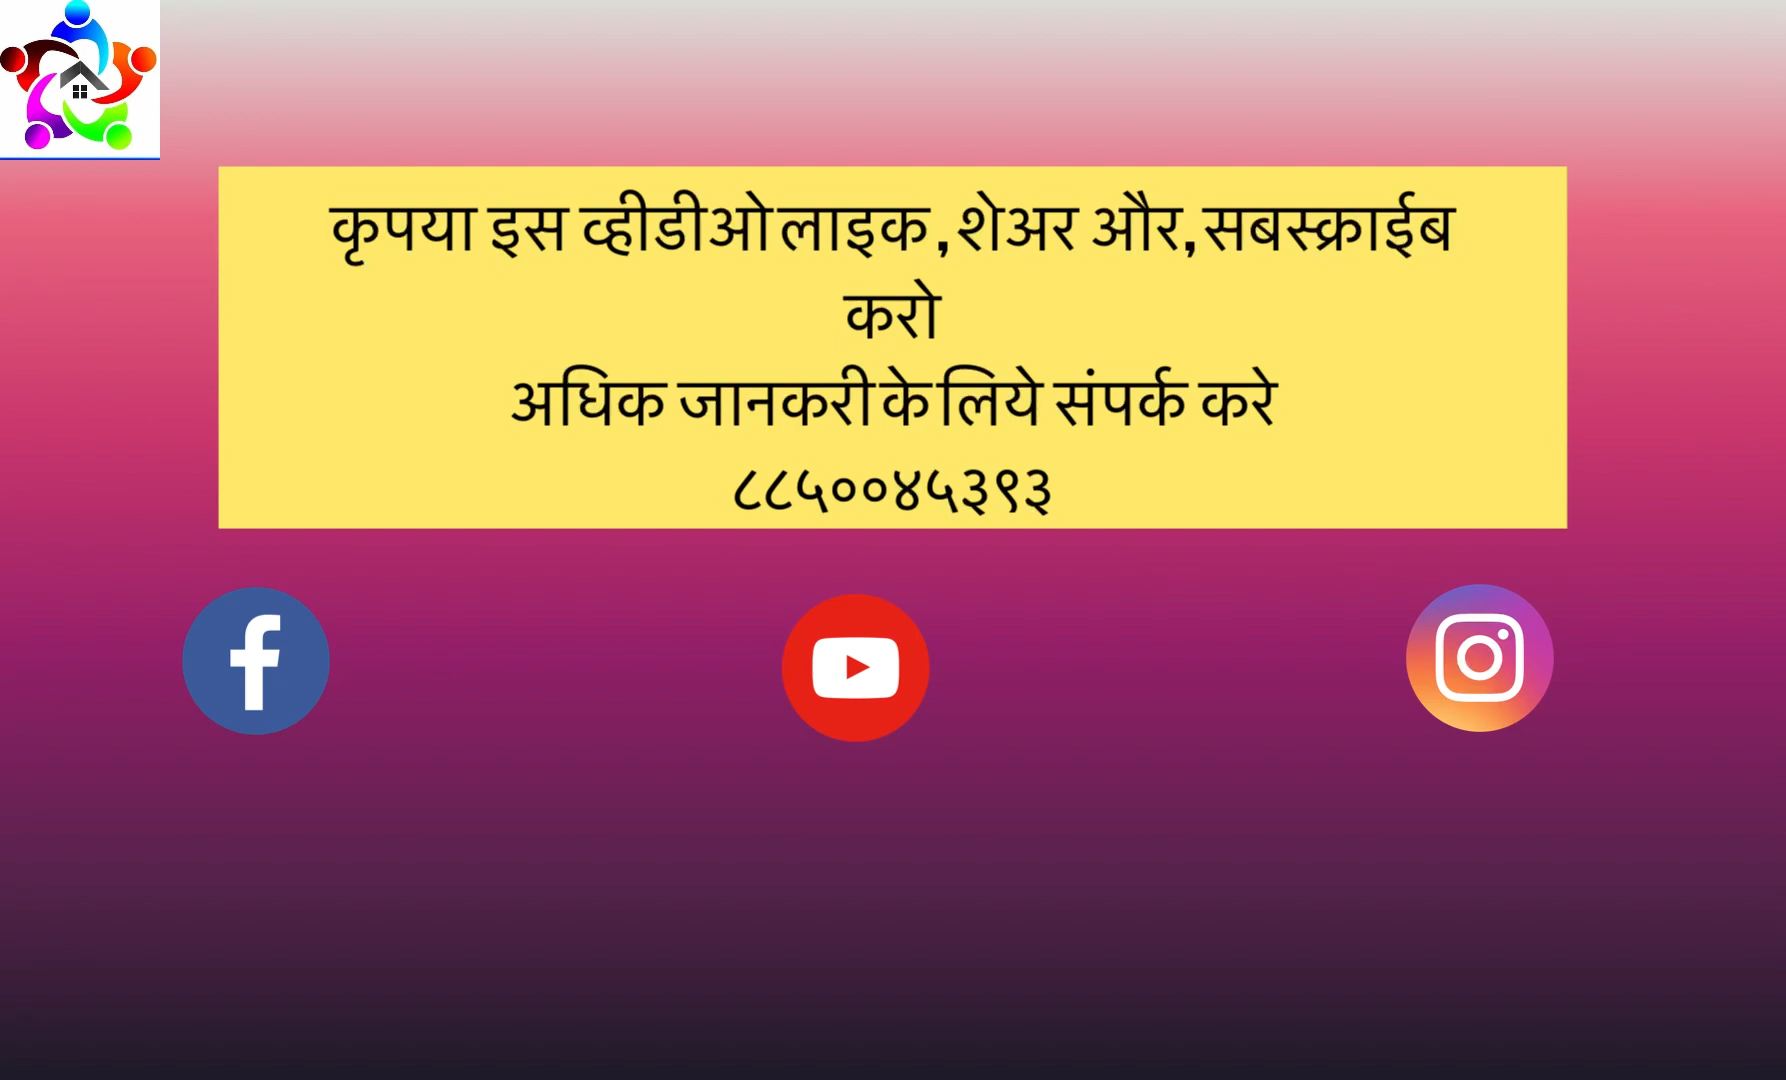 कृपया इस व्हीडीओ लाइक ,शेअर और,सबस्क्राईब
करो
अधिक जानकरी के लिये संपर्क करे
८८५००४५३९३